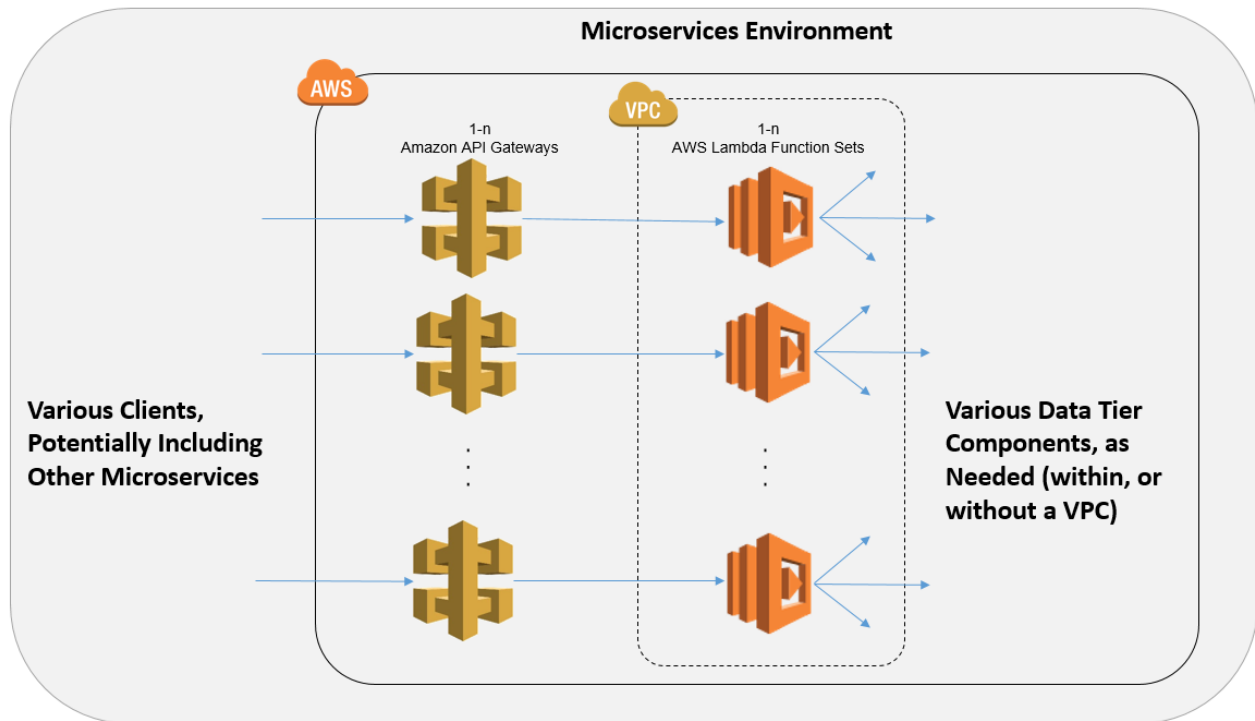 Microservices Environment
AWS
VPC
1-n
Amazon API Gateways
1-n
AWS Lambda Function Sets
Various Clients,
Potentially Including
Other Microservices
Various Data Tier
Components, as
Needed (within, or
without a VPC)